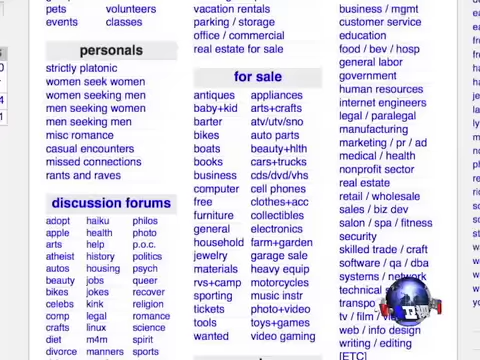 pets volunteers
events classes
personals
strictly platonic
women seek women
women seeking men
men seeking women
men seeking men
misc romance
casual encounters
missed connections
rants and raves
discussion forums
adopt haiku philos
apple health photo
arts help p.o.c.
atheist history politics
autos housing psych
beauty jobs queer
bikes jokes recover
celebs kink religion
comp legal romance
crafts linux science
diet m4rn spirit
divorce manners sports
vacation rentals
parking / storage
office / commercial
real estate for sale
for sale
antiques appliances
baby+kid arts+crafts
barter atv/utv/sno
bikes auto parts
boats beauty+hlth
books cars+trucks
business cds/dvd/vhs
computer cell phones
free clothes+acc
furniture collectibles
general electronics
household farm+garden
jewelry garage sale
materials heavy equip
rvs+camp motorcycles
sporting music instr
tickets photo+video
tools toys+games
wanted video gaming
business / mgmt
customer service
education
food / bev / hosp
general labor
government
human resources
internet engineers
legal / paralegal
manufacturing
marketing / pr / ad
medical / health
nonprofit sector
real estate
retail / wholesale
sales / biz dev
salon / spa / fitness
security
skilled trade / craft
software / qa / dba
systems / network
technical
tv / film /
web / info design
writing / editing
[ETC]